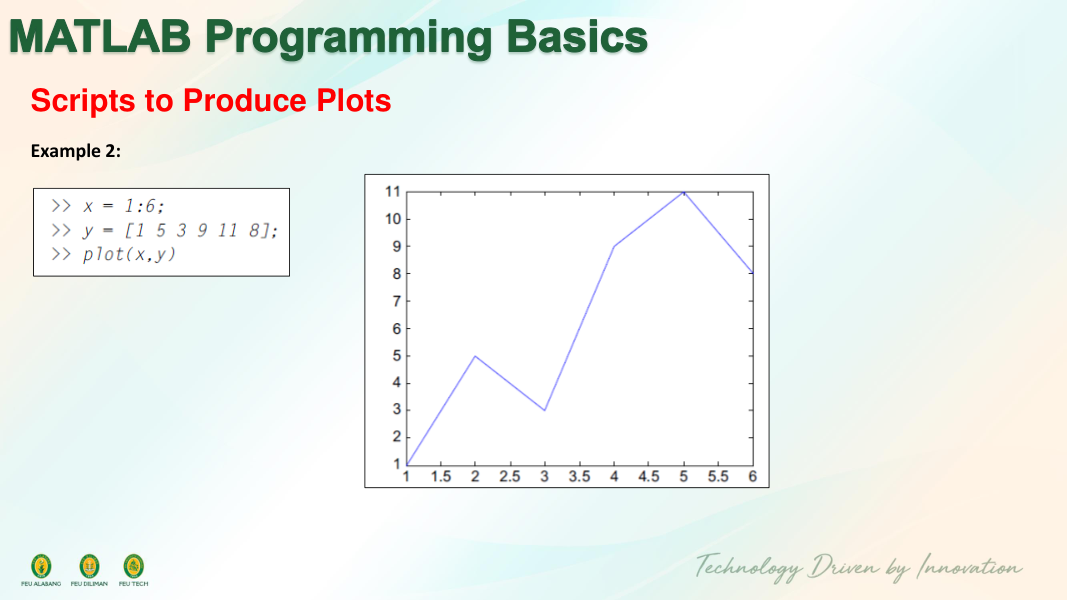 MATLAB Programming Basics
Scripts to Produce Plots
Example 2:
>> x = 1:6;
>> y = [1 5 3 9 11 8];
>> plot(x,y)
11
10
9
8
7
6
5
4
3
2
1
1 1.5 2 2.5 3 3.5 4 4.5 5 5.5 6
FEU ALABANG FEU DILIMAN FEU TECH
Technology Driven by Innovation